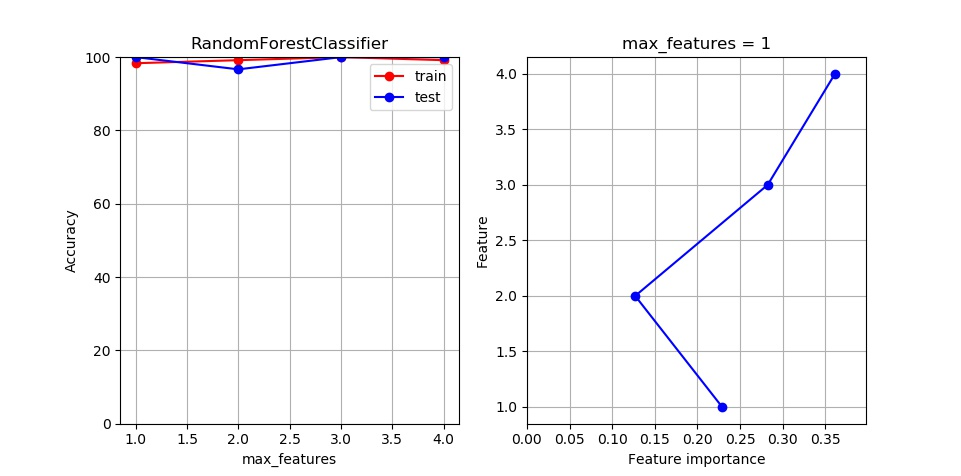 RandomForestClassifier
100
80
60
40
20
0
Accuracy
train
test
1.0 1.5 2.0 2.5 3.0 3.5 4.0
max_features
max_features = 1
4.0
3.5
3.0
2.5
2.0
1.5
1.0
Feature
0.00 0.05 0.10 0.15 0.20 0.25 0.30 0.35
Feature importance